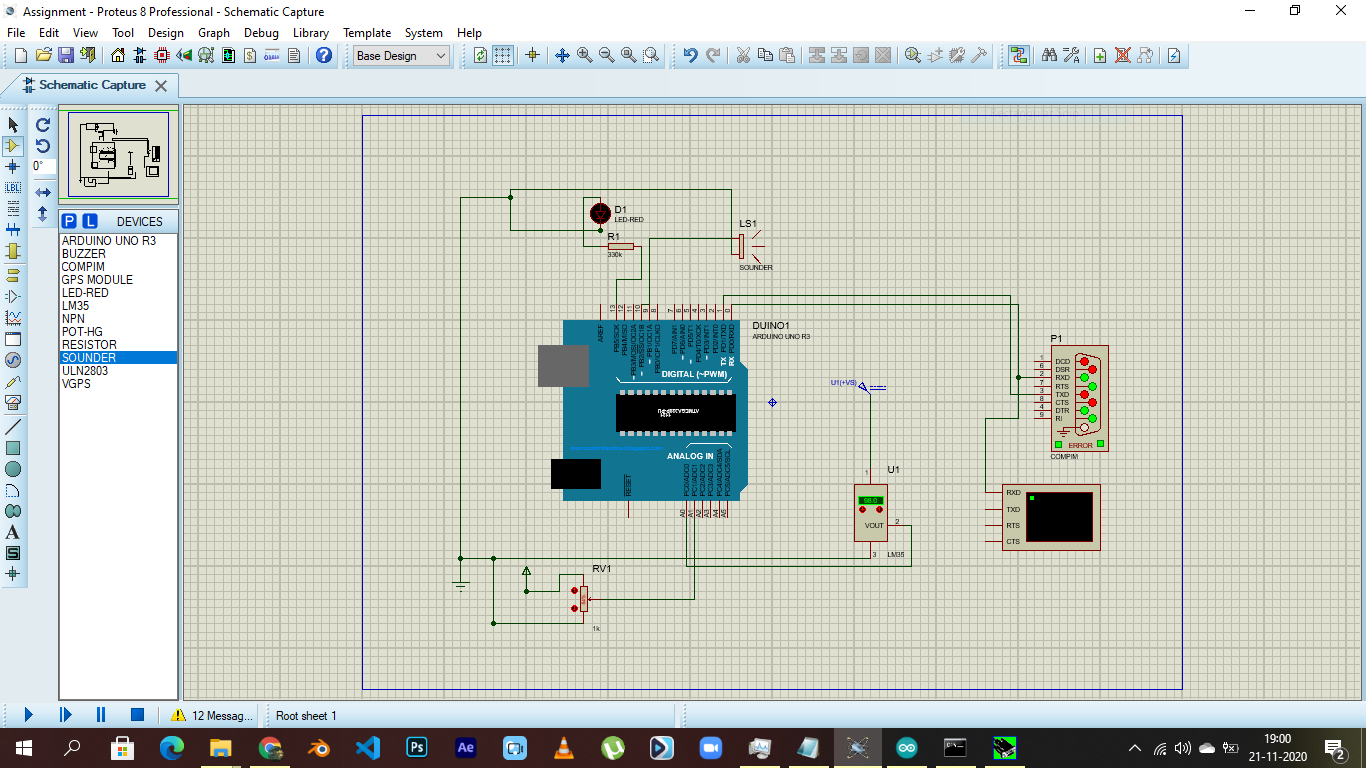 Assignment - Proteus 8 Professional - Schematic Capture
File Edit View Tool Design Graph Debug Library Template System Help
Base Design
Schematic Capture
0°
P L DEVICES
ARDUINO UNO R3
BUZZER
COMPIM
GPS MODULE
LED-RED
LM35
NPN
POT-HG
RESISTOR
SOUNDER
ULN2803
VGPS
D1
LED-RED
R1
330k
LS1
SOUNDER
13 12 11 10 9 8 7 6 5 4 3 2 1 0
AREF
TX
RX
DIGITAL (~PWM)
DUINO1
ARDUINO UNO R3
ANALOG IN
RESET
A0 A1 A2 A3 A4 A5
U1(+VS)
U1
1
VOUT 2
3 LM35
P1
1 DCD
6 DSR
2 RXD
7 RTS
3 TXD
8 CTS
4 DTR
9 RI
ERROR
COMPIM
RXD
TXD
RTS
CTS
RV1
1k
12 Messag...
Root sheet 1
Ps
Ae
19:00
21-11-2020
2